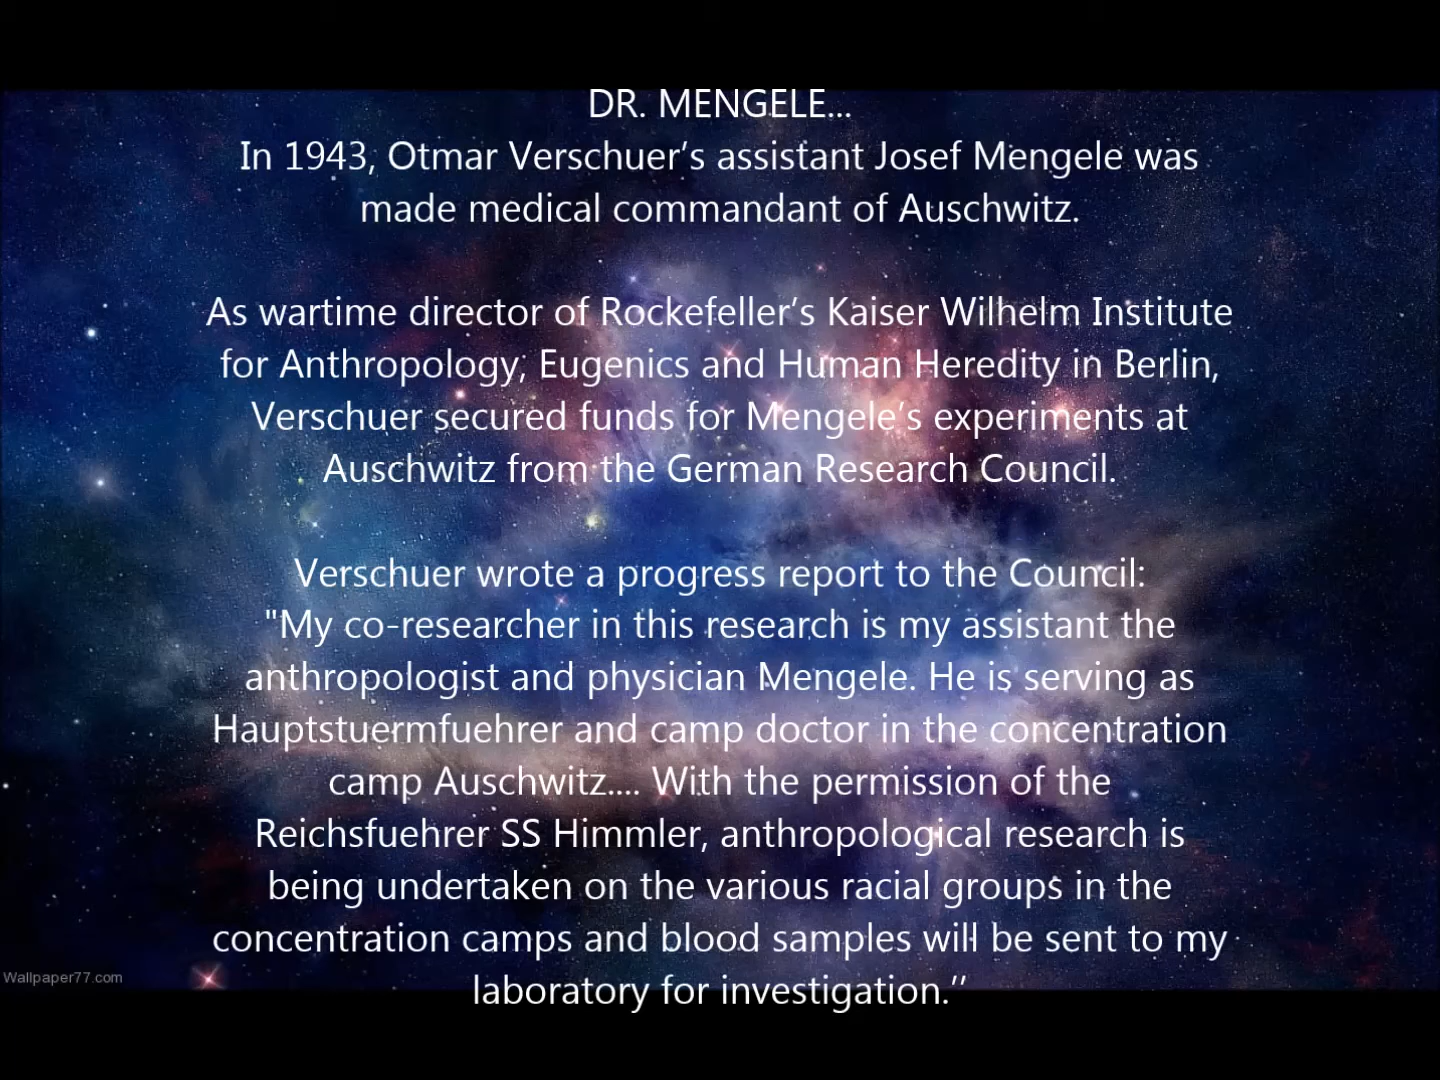 DR. MENGELE...
In 1943, Otmar Verschuer’s assistant Josef Mengele was
made medical commandant of Auschwitz.
As wartime director of Rockefeller’s Kaiser Wilhelm Institute
for Anthropology, Eugenics and Human Heredity in Berlin,
Verschuer secured funds for Mengele’s experiments at
Auschwitz from the German Research Council.
Verschuer wrote a progress report to the Council:
"My co-researcher in this research is my assistant the
anthropologist and physician Mengele. He is serving as
Hauptstuermfuehrer and camp doctor in the concentration
camp Auschwitz.... With the permission of the
Reichsfuehrer SS Himmler, anthropological research is
being undertaken on the various racial groups in the
concentration camps and blood samples will be sent to my
laboratory for investigation.’’
Wallpaper77.com